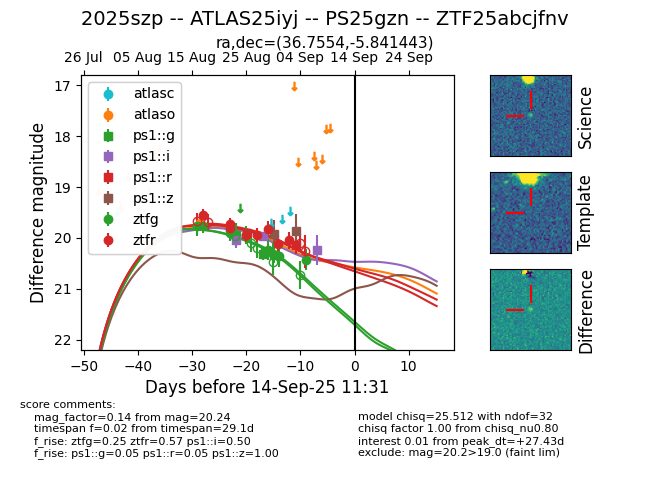 2025szp -- ATLAS25iyj -- PS25gzn -- ZTF25abcjfnv
ra,dec=(36.7554,-5.841443)
26 Jul 05 Aug 15 Aug 25 Aug 04 Sep 14 Sep 24 Sep
atlasc
atlaso
ps1::g
ps1::i
ps1::r
ps1::z
ztfg
ztfr
17
18
19
20
21
22
Difference magnitude
−50 −40 −30 −20 −10 0 10
Days before 14-Sep-25 11:31
Science
Template
Difference
score comments:
mag_factor=0.14 from mag=20.24
timespan f=0.02 from timespan=29.1d
f_rise: ztfg=0.25 ztfr=0.57 ps1::i=0.50
f_rise: ps1::g=0.05 ps1::r=0.05 ps1::z=1.00
model chisq=25.512 with ndof=32
chisq factor 1.00 from chisq_nu0.80
interest 0.01 from peak_dt=+27.43d
exclude: mag=20.2>19.0 (faint lim)